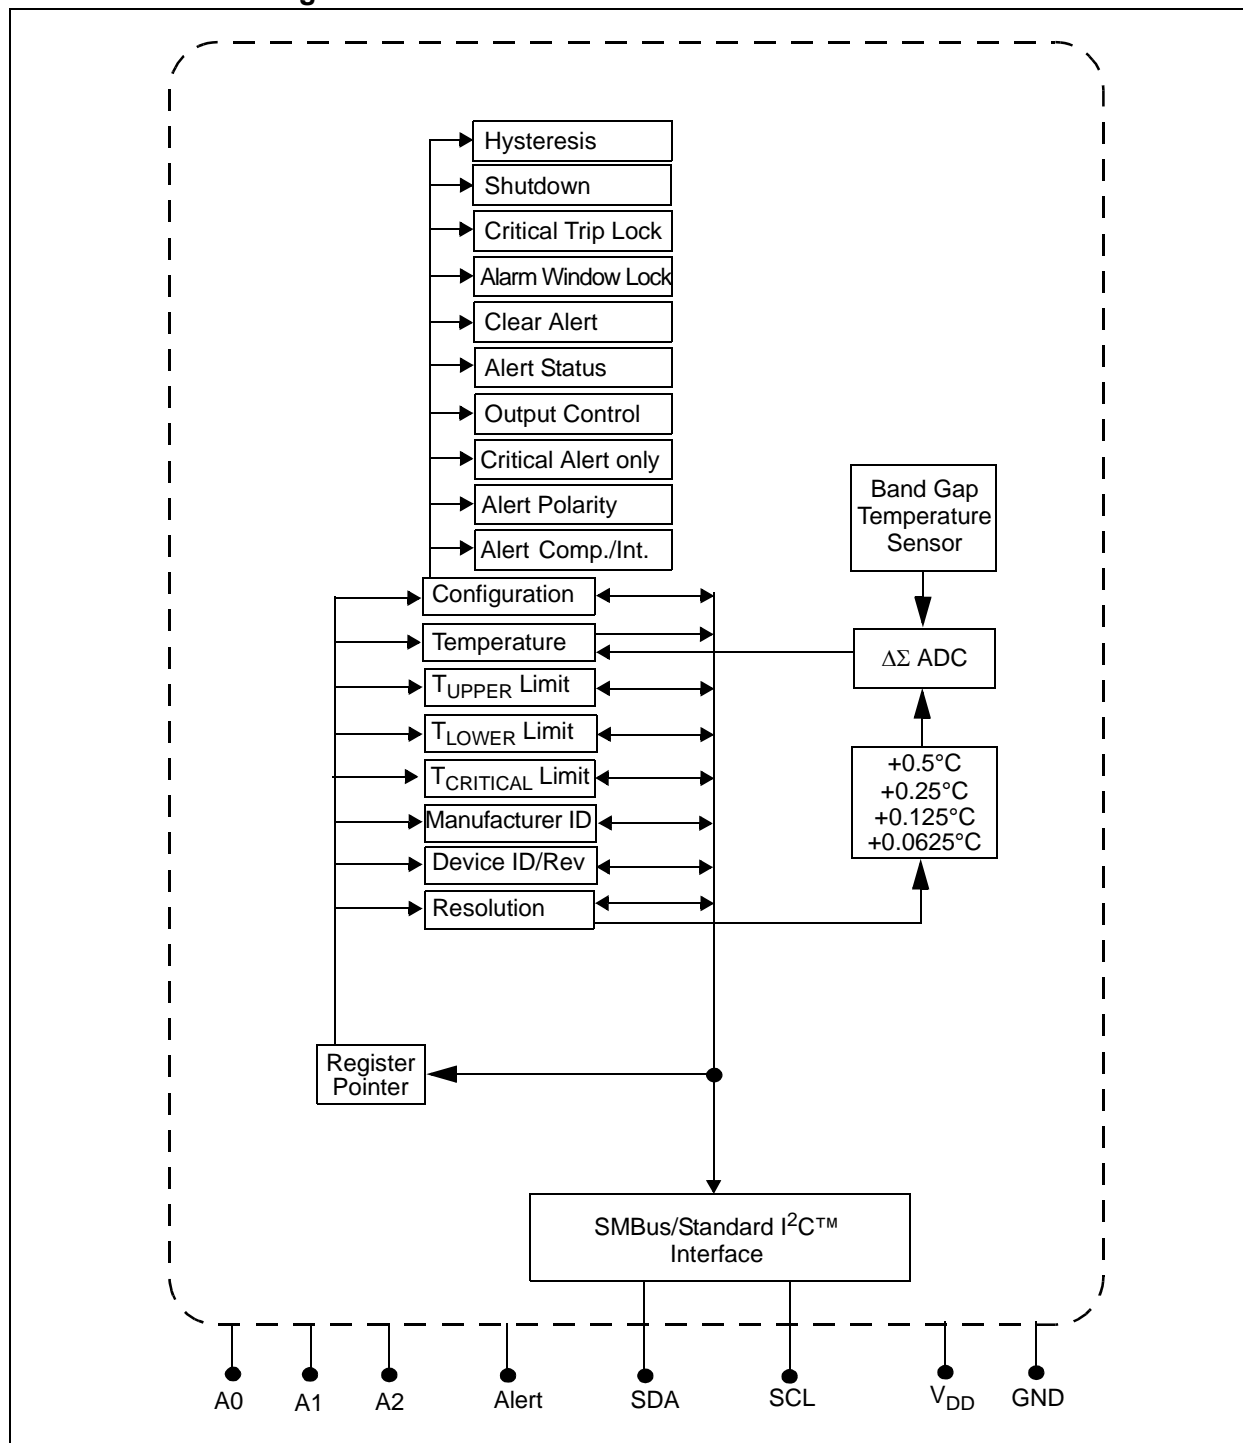 Hysteresis
Shutdown
Critical Trip Lock
Alarm Window Lock
Clear Alert
Alert Status
Output Control
Critical Alert only
Alert Polarity
Alert Comp./Int.
Configuration
Temperature
TUPPER Limit
TLOWER Limit
TCRITICAL Limit
Manufacturer ID
Device ID/Rev
Resolution
Register
Pointer
Band Gap
Temperature
Sensor
ΔΣ ADC
+0.5°C
+0.25°C
+0.125°C
+0.0625°C
SMBus/Standard I²C™
Interface
A0 A1 A2 Alert SDA SCL VDD GND